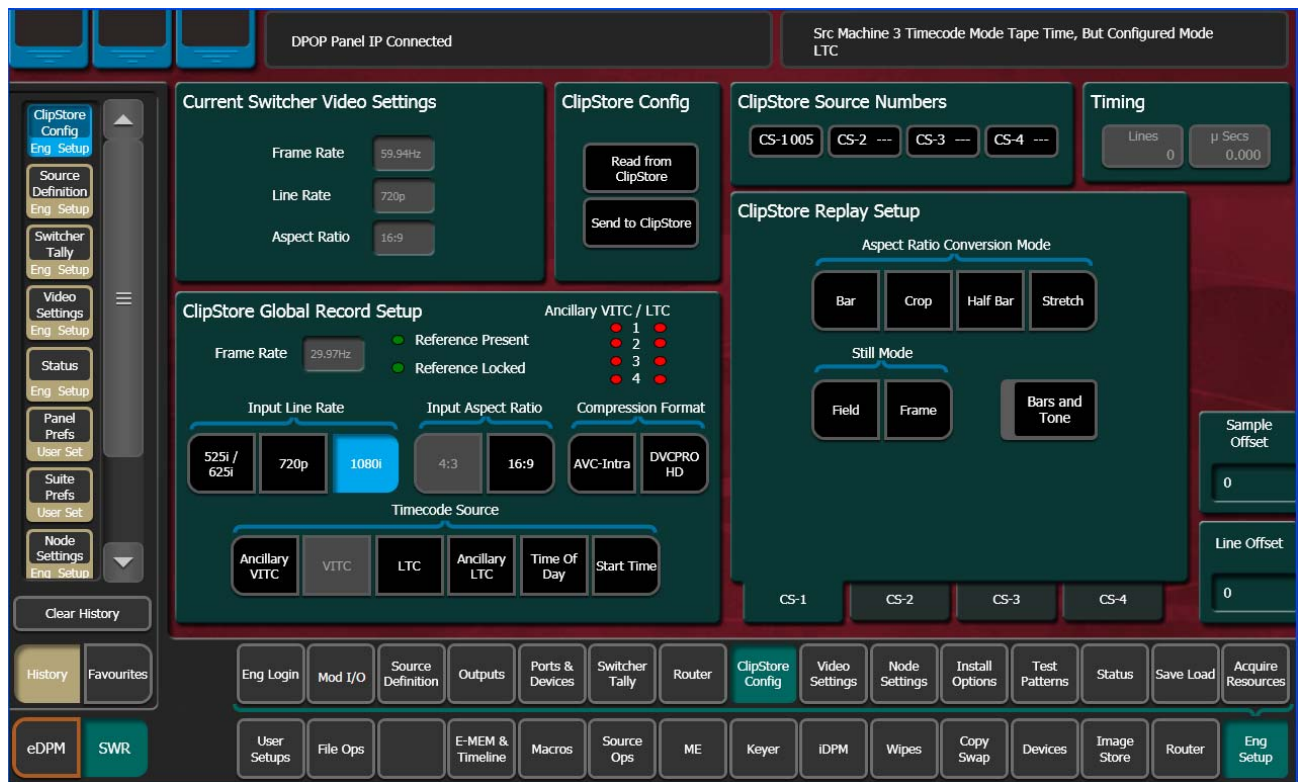 DPOP Panel IP Connected
Src Machine 3 Timecode Mode Tape Time, But Configured Mode
LTC
ClipStore
Config
Eng Setup
Source
Definition
Eng Setup
Switcher
Tally
Eng Setup
Video
Settings
Eng Setup
Status
Eng Setup
Panel
Prefs
User Set
Suite
Prefs
User Set
Node
Settings
Eng Setup
Clear History
History
Favourites
eDPM
SWR
Current Switcher Video Settings
Frame Rate
59.94Hz
Line Rate
720p
Aspect Ratio
16:9
ClipStore Config
Read from
ClipStore
Send to ClipStore
ClipStore Source Numbers
CS-1 005
CS-2 ---
CS-3 ---
CS-4 ---
Timing
Lines
0
μ Secs
0.000
ClipStore Global Record Setup
Frame Rate
29.97Hz
Reference Present
Reference Locked
Ancillary VITC / LTC
1
2
3
4
Input Line Rate
525i /
625i
720p
1080i
Input Aspect Ratio
4:3
16:9
Compression Format
AVC-Intra
DVCPRO
HD
Timecode Source
Ancillary
VITC
VITC
LTC
Ancillary
LTC
Time Of
Day
Start Time
ClipStore Replay Setup
Aspect Ratio Conversion Mode
Bar
Crop
Half Bar
Stretch
Still Mode
Field
Frame
Bars and
Tone
CS-1
CS-2
CS-3
CS-4
Sample
Offset
0
Line Offset
0
Eng Login
Mod I/O
Source
Definition
Outputs
Ports &
Devices
Switcher
Tally
Router
ClipStore
Config
Video
Settings
Node
Settings
Install
Options
Test
Patterns
Status
Save Load
Acquire
Resources
User
Setups
File Ops
E-MEM &
Timeline
Macros
Source
Ops
ME
Keyer
iDPM
Wipes
Copy
Swap
Devices
Image
Store
Router
Eng
Setup